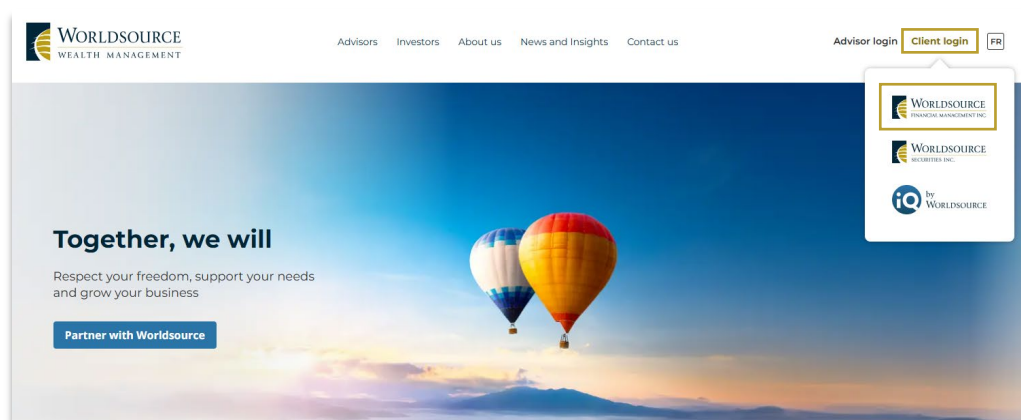 WORLDSOURCE
WEALTH MANAGEMENT
Advisors Investors About us News and Insights Contact us
Advisor login Client login FR
WORLDSOURCE
FINANCIAL MANAGEMENT INC.
WORLDSOURCE
SECURITIES INC.
iQ by
WORLDSOURCE
Together, we will
Respect your freedom, support your needs
and grow your business
Partner with Worldsource